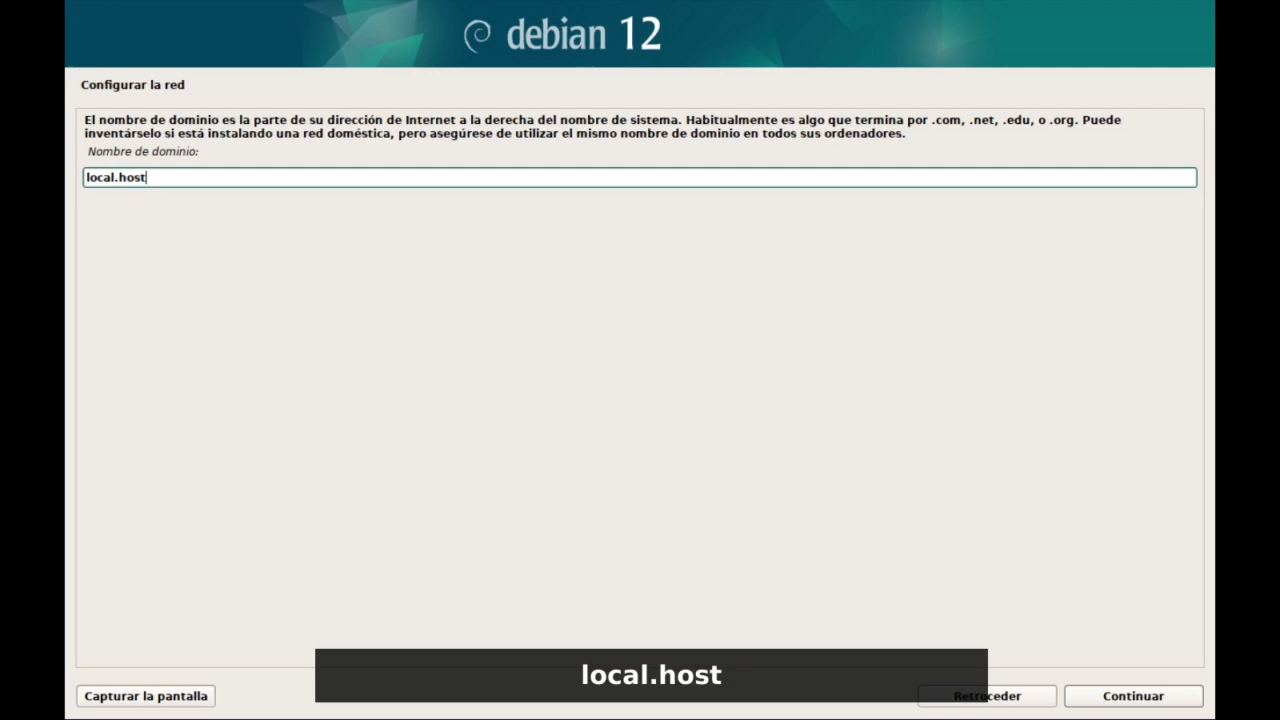 debian 12
Configurar la red
El nombre de dominio es la parte de su dirección de Internet a la derecha del nombre de sistema. Habitualmente es algo que termina por .com, .net, .edu, o .org. Puede
inventárselo si está instalando una red doméstica, pero asegúrese de utilizar el mismo nombre de dominio en todos sus ordenadores.
Nombre de dominio:
local.host
local.host
Capturar la pantalla
Retroceder
Continuar